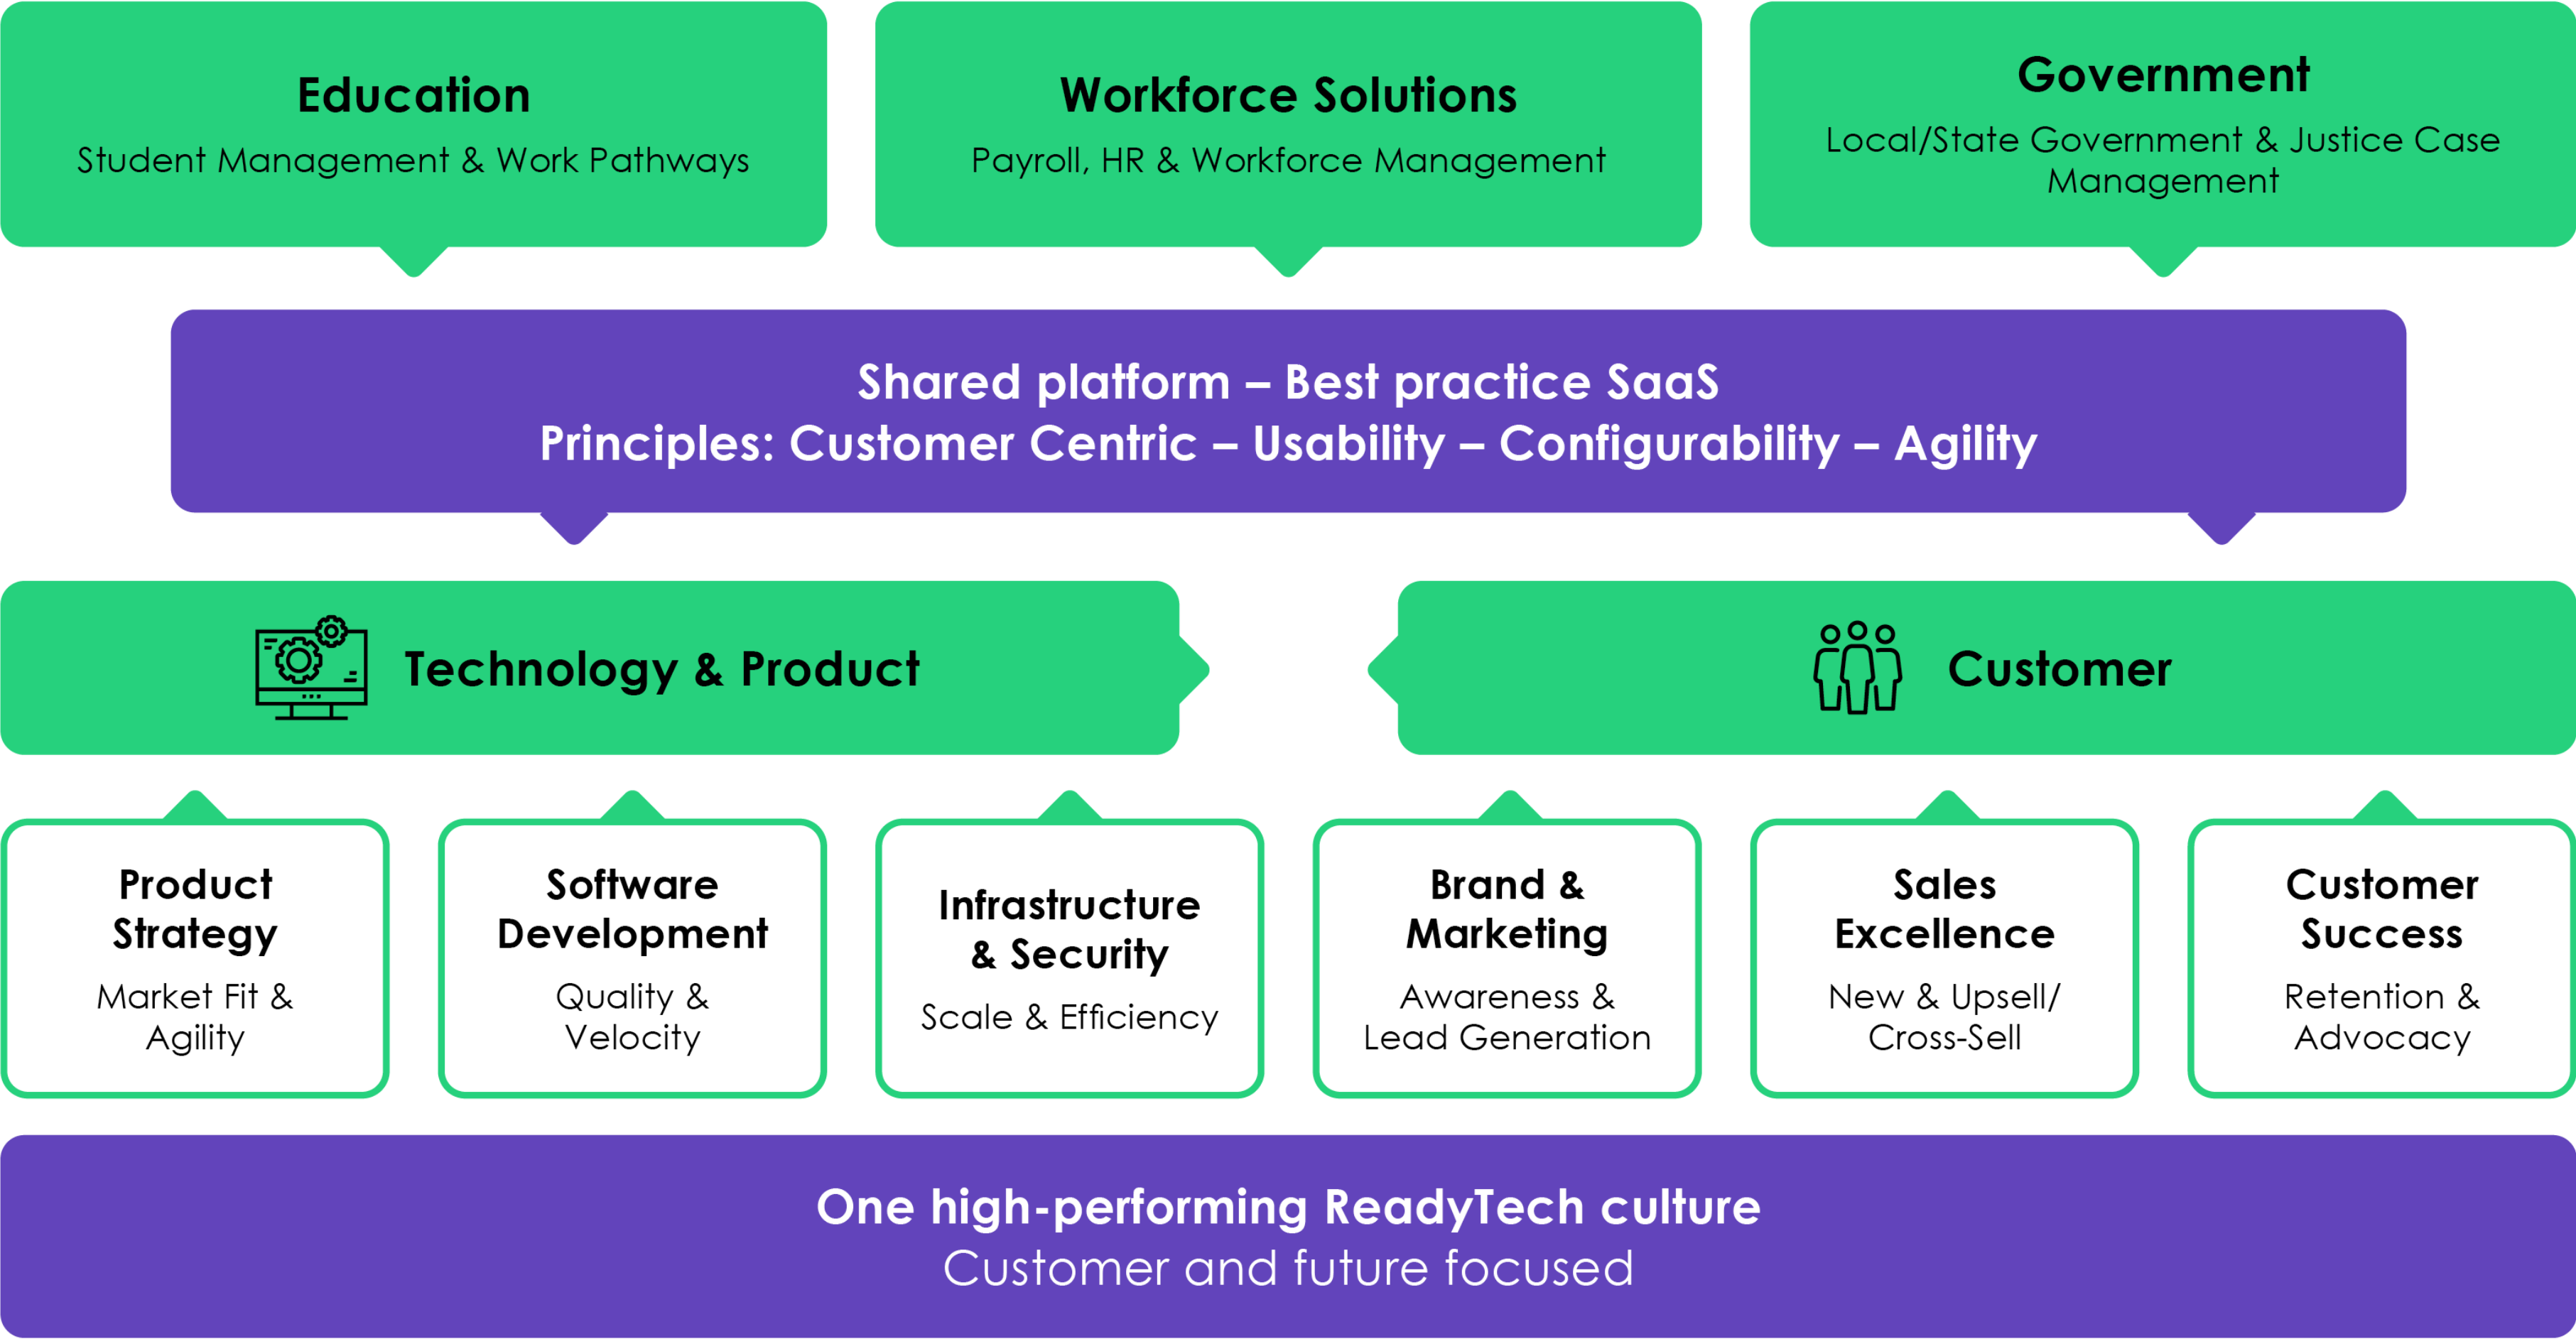 Education
Student Management & Work Pathways
Workforce Solutions
Payroll, HR & Workforce Management
Government
Local/State Government & Justice Case
Management
Shared platform – Best practice SaaS
Principles: Customer Centric – Usability – Configurability – Agility
Technology & Product
Customer
Product
Strategy
Market Fit &
Agility
Software
Development
Quality &
Velocity
Infrastructure
& Security
Scale & Efficiency
Brand &
Marketing
Awareness &
Lead Generation
Sales
Excellence
New & Upsell/
Cross-Sell
Customer
Success
Retention &
Advocacy
One high-performing ReadyTech culture
Customer and future focused